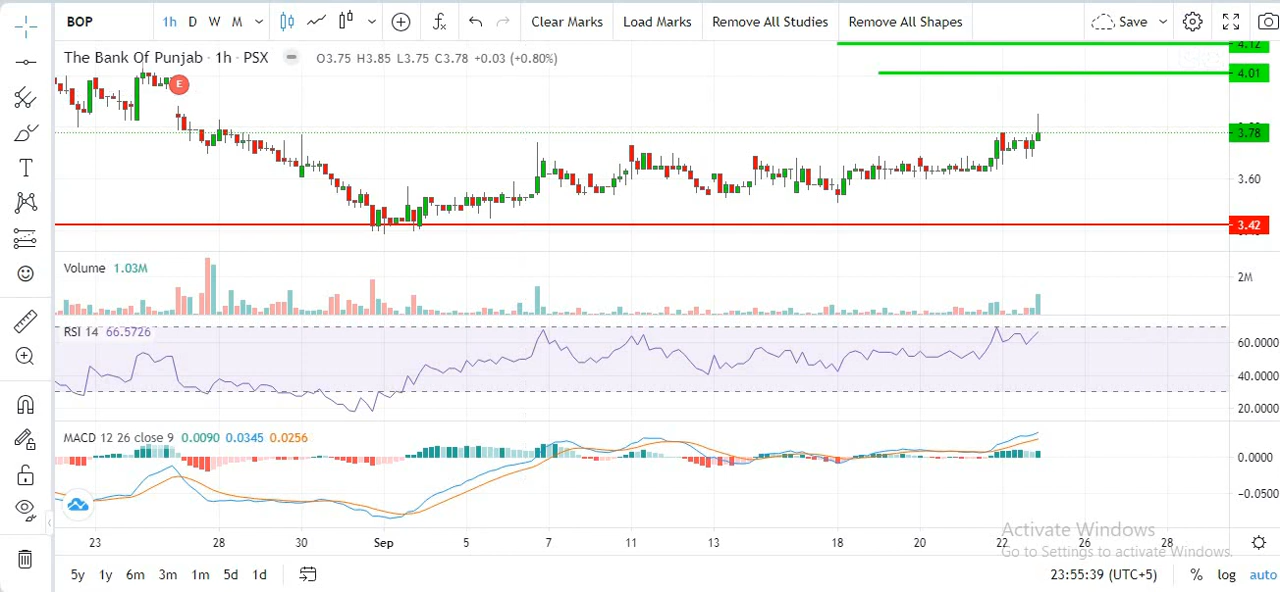 BOP 1h D W M Clear Marks Load Marks Remove All Studies Remove All Shapes Save
The Bank Of Punjab · 1h · PSX O3.75 H3.85 L3.75 C3.78 +0.03 (+0.80%)
4.12
4.01
E
3.78
3.60
3.42
Volume 1.03M
2M
RSI 14 66.5726
60.0000
40.0000
20.0000
MACD 12 26 close 9 0.0090 0.0345 0.0256
0.0000
-0.0500
23 28 30 Sep 5 7 11 13 18 20 22 26 28
Activate Windows
Go to Settings to activate Windows.
5y 1y 6m 3m 1m 5d 1d 23:55:39 (UTC+5) % log auto